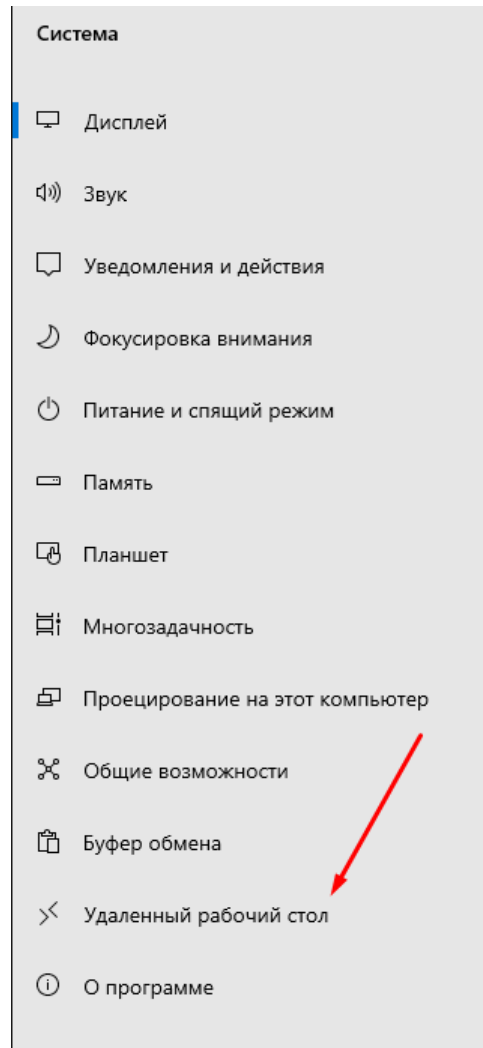 Система
Дисплей
Звук
Уведомления и действия
Фокусировка внимания
Питание и спящий режим
Память
Планшет
Многозадачность
Проецирование на этот компьютер
Общие возможности
Буфер обмена
Удаленный рабочий стол
О программе